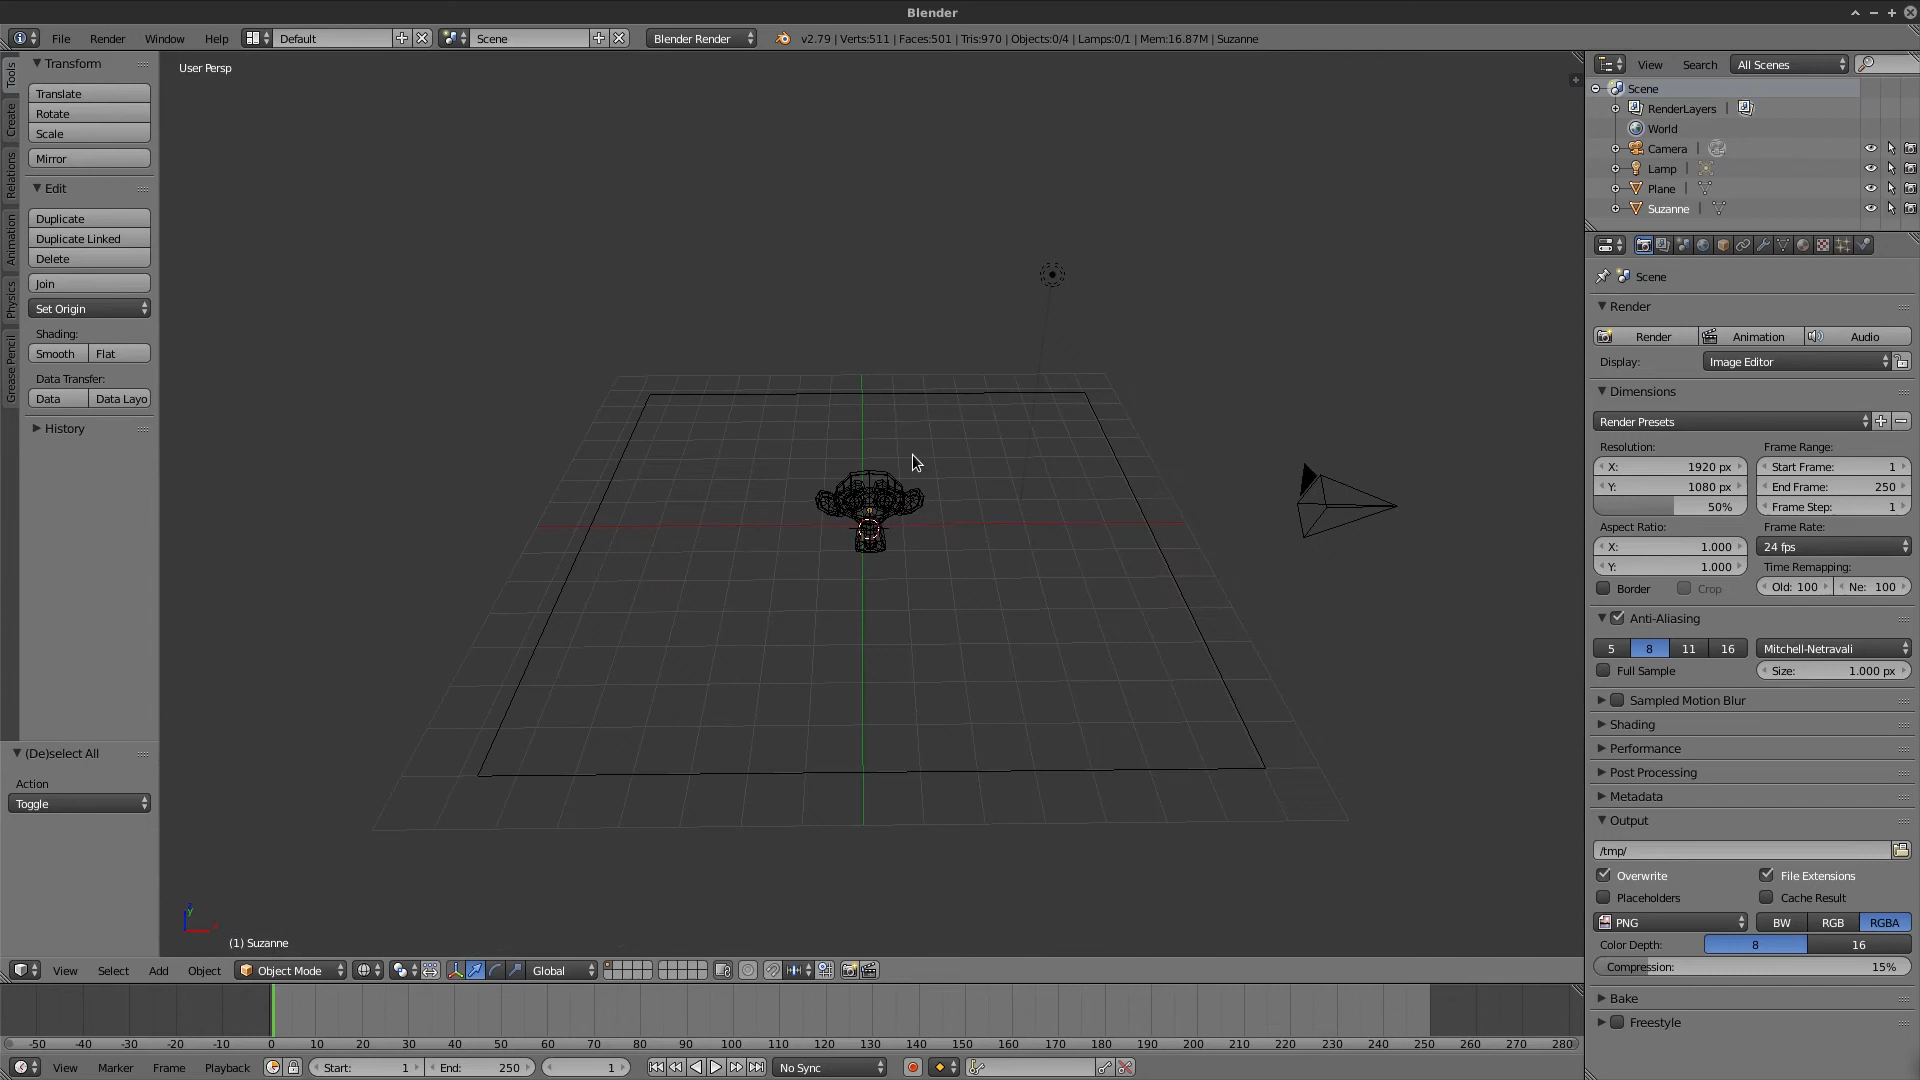 Blender
File Render Window Help Default Scene Blender Render v2.79 | Verts:511 | Faces:501 | Tris:970 | Objects:0/4 | Lamps:0/1 | Mem:16.87M | Suzanne
Tools
Create
Relations
Animation
Physics
Grease Pencil
Transform
Translate
Rotate
Scale
Mirror
Edit
Duplicate
Duplicate Linked
Delete
Join
Set Origin
Shading:
Smooth Flat
Data Transfer:
Data Data Layo
History
(De)select All
Action
Toggle
User Persp
(1) Suzanne
View Select Add Object Object Mode Global
-50 -40 -30 -20 -10 0 10 20 30 40 50 60 70 80 90 100 110 120 130 140 150 160 170 180 190 200 210 220 230 240 250 260 270 280
View Marker Frame Playback Start: 1 End: 250 1 No Sync
View Search All Scenes
Scene
RenderLayers |
World
Camera |
Lamp |
Plane |
Suzanne |
Scene
Render
Render Animation Audio
Display: Image Editor
Dimensions
Render Presets
Resolution: Frame Range:
X: 1920 px Start Frame: 1
Y: 1080 px End Frame: 250
50% Frame Step: 1
Aspect Ratio: Frame Rate:
X: 1.000 24 fps
Y: 1.000 Time Remapping:
Border Crop Old: 100 Ne: 100
Anti-Aliasing
5 8 11 16 Mitchell-Netravali
Full Sample Size: 1.000 px
Sampled Motion Blur
Shading
Performance
Post Processing
Metadata
Output
/tmp/
Overwrite File Extensions
Placeholders Cache Result
PNG BW RGB RGBA
Color Depth: 8 16
Compression: 15%
Bake
Freestyle